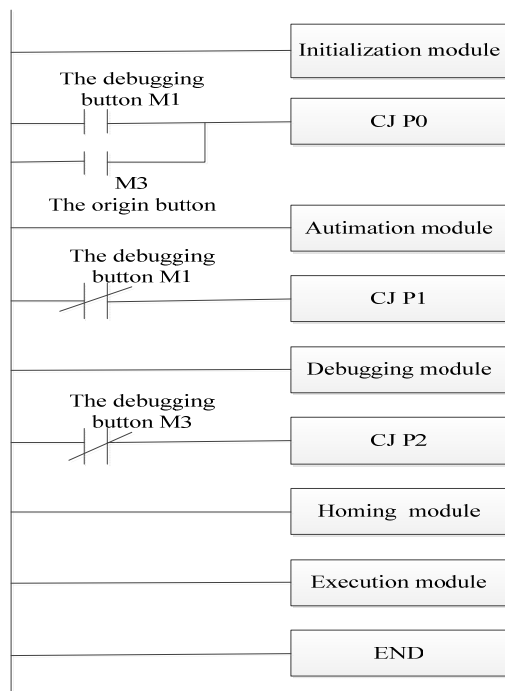 Initialization module
The debugging
button M1
CJ P0
M3
The origin button
Autimation module
The debugging
button M1
CJ P1
Debugging module
The debugging
button M3
CJ P2
Homing module
Execution module
END